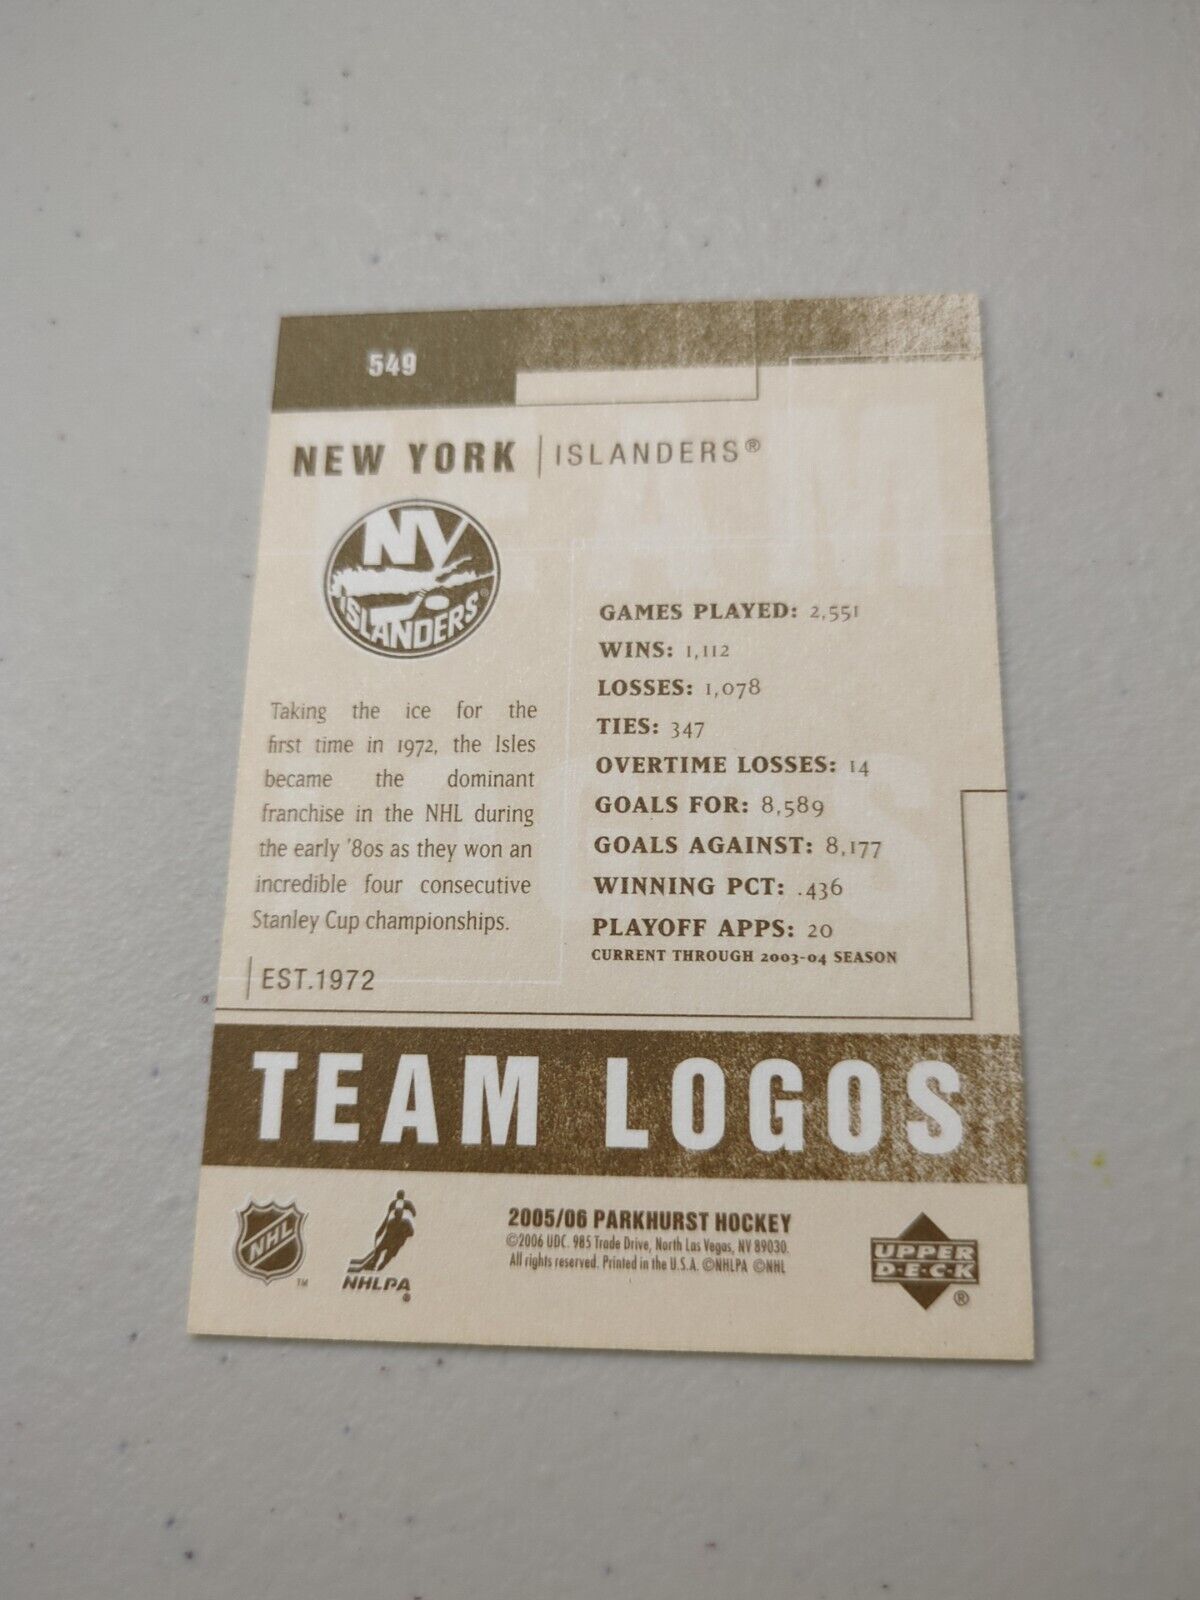 549
NEW YORK | ISLANDERS®
NY
ISLANDERS
Taking the ice for the
first time in 1972, the Isles
became the dominant
franchise in the NHL during
the early '80s as they won an
incredible four consecutive
Stanley Cup championships.
EST.1972
GAMES PLAYED: 2,551
WINS: 1,112
LOSSES: 1,078
TIES: 347
OVERTIME LOSSES: 14
GOALS FOR: 8,589
GOALS AGAINST: 8,177
WINNING PCT: .436
PLAYOFF APPS: 20
CURRENT THROUGH 2003-04 SEASON
TEAM LOGOS
NHL ™
NHLPA ®
2005/06 PARKHURST HOCKEY
©2006 UDC. 985 Trade Drive, North Las Vegas, NV 89030.
All rights reserved. Printed in the U.S.A. ©NHLPA ©NHL
UPPER
D·E·C·K ®